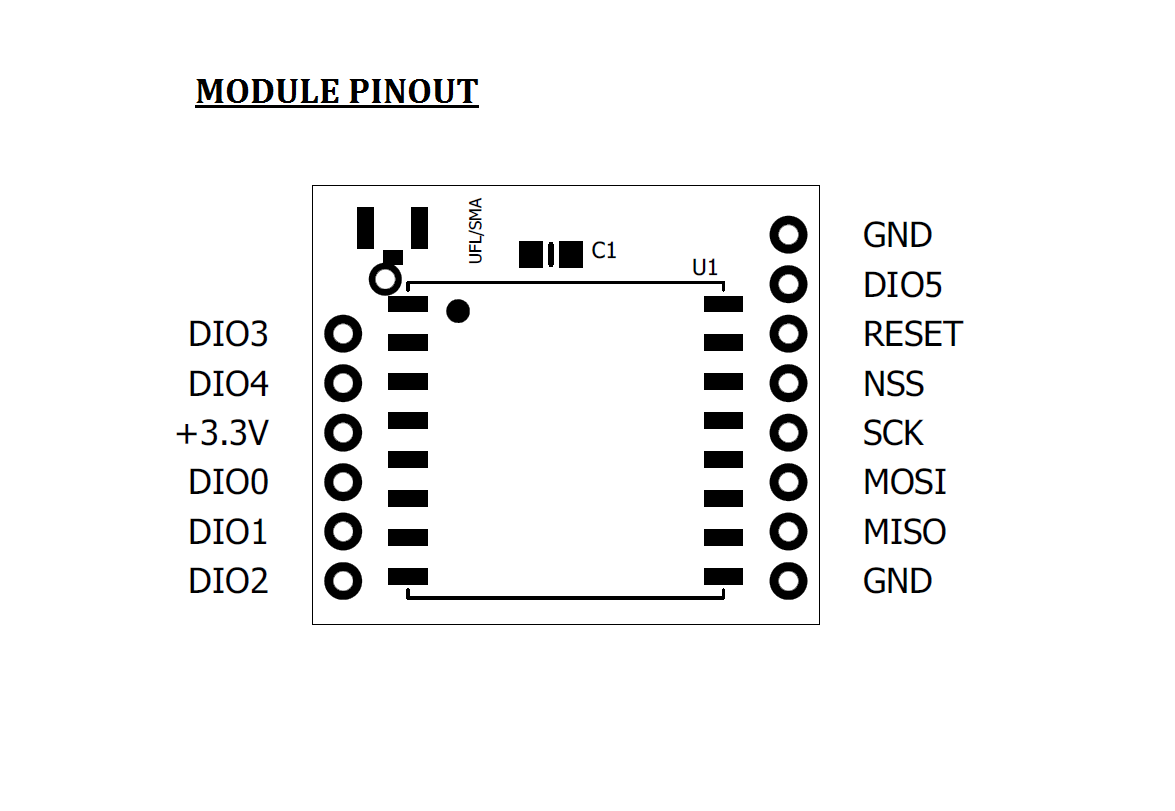 MODULE PINOUT
UFL/SMA
C1
U1
DIO3
DIO4
+3.3V
DIO0
DIO1
DIO2
GND
DIO5
RESET
NSS
SCK
MOSI
MISO
GND